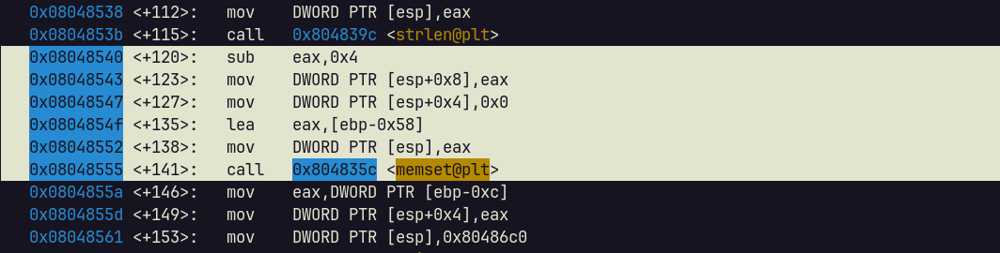 0x08048538 <+112>:   mov    DWORD PTR [esp],eax
0x0804853b <+115>:   call   0x804839c <strlen@plt>
0x08048540 <+120>:   sub    eax,0x4
0x08048543 <+123>:   mov    DWORD PTR [esp+0x8],eax
0x08048547 <+127>:   mov    DWORD PTR [esp+0x4],0x0
0x0804854f <+135>:   lea    eax,[ebp-0x58]
0x08048552 <+138>:   mov    DWORD PTR [esp],eax
0x08048555 <+141>:   call   0x804835c <memset@plt>
0x0804855a <+146>:   mov    eax,DWORD PTR [ebp-0xc]
0x0804855d <+149>:   mov    DWORD PTR [esp+0x4],eax
0x08048561 <+153>:   mov    DWORD PTR [esp],0x80486c0